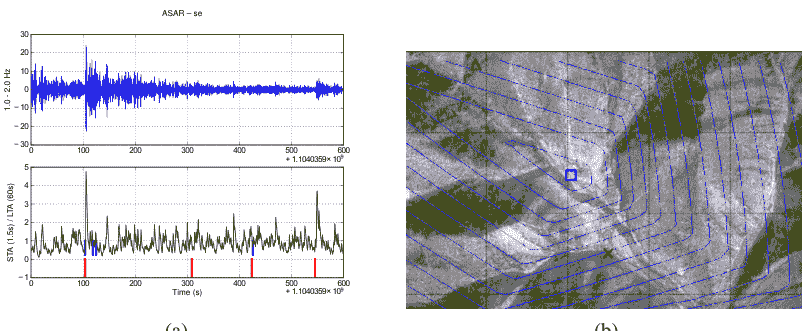 ASAR – se
30
20
10
0
−10
−20
−30
1.0 - 2.0 Hz
0 100 200 300 400 500 600
+ 1.1040359× 10⁹
5
4
3
2
1
0
−1
STA (1.5s) / LTA (60s)
0 100 200 300 400 500 600
Time (s)
+ 1.1040359× 10⁹
(a)
(b)